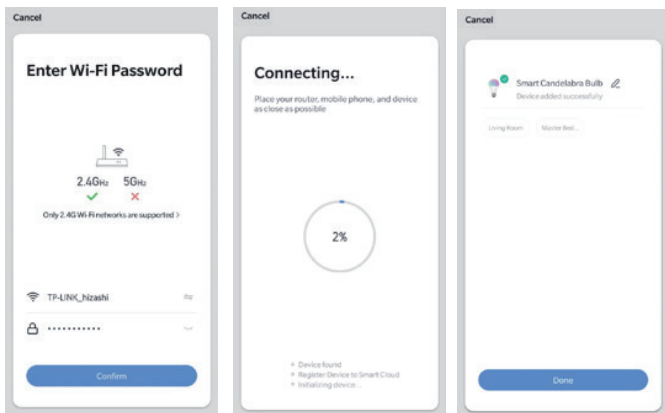 Cancel
Enter Wi-Fi Password
2.4GHz 5GHz
Only 2.4G Wi-Fi networks are supported >
TP-LINK_hizashi
•••••••••••
Confirm
Cancel
Connecting...
Place your router, mobile phone, and device
as close as possible
2%
Device found
Register Device to Smart Cloud
Initializing device...
Cancel
Smart Candelabra Bulb
Device added successfully
Living Room Master Bed...
Done